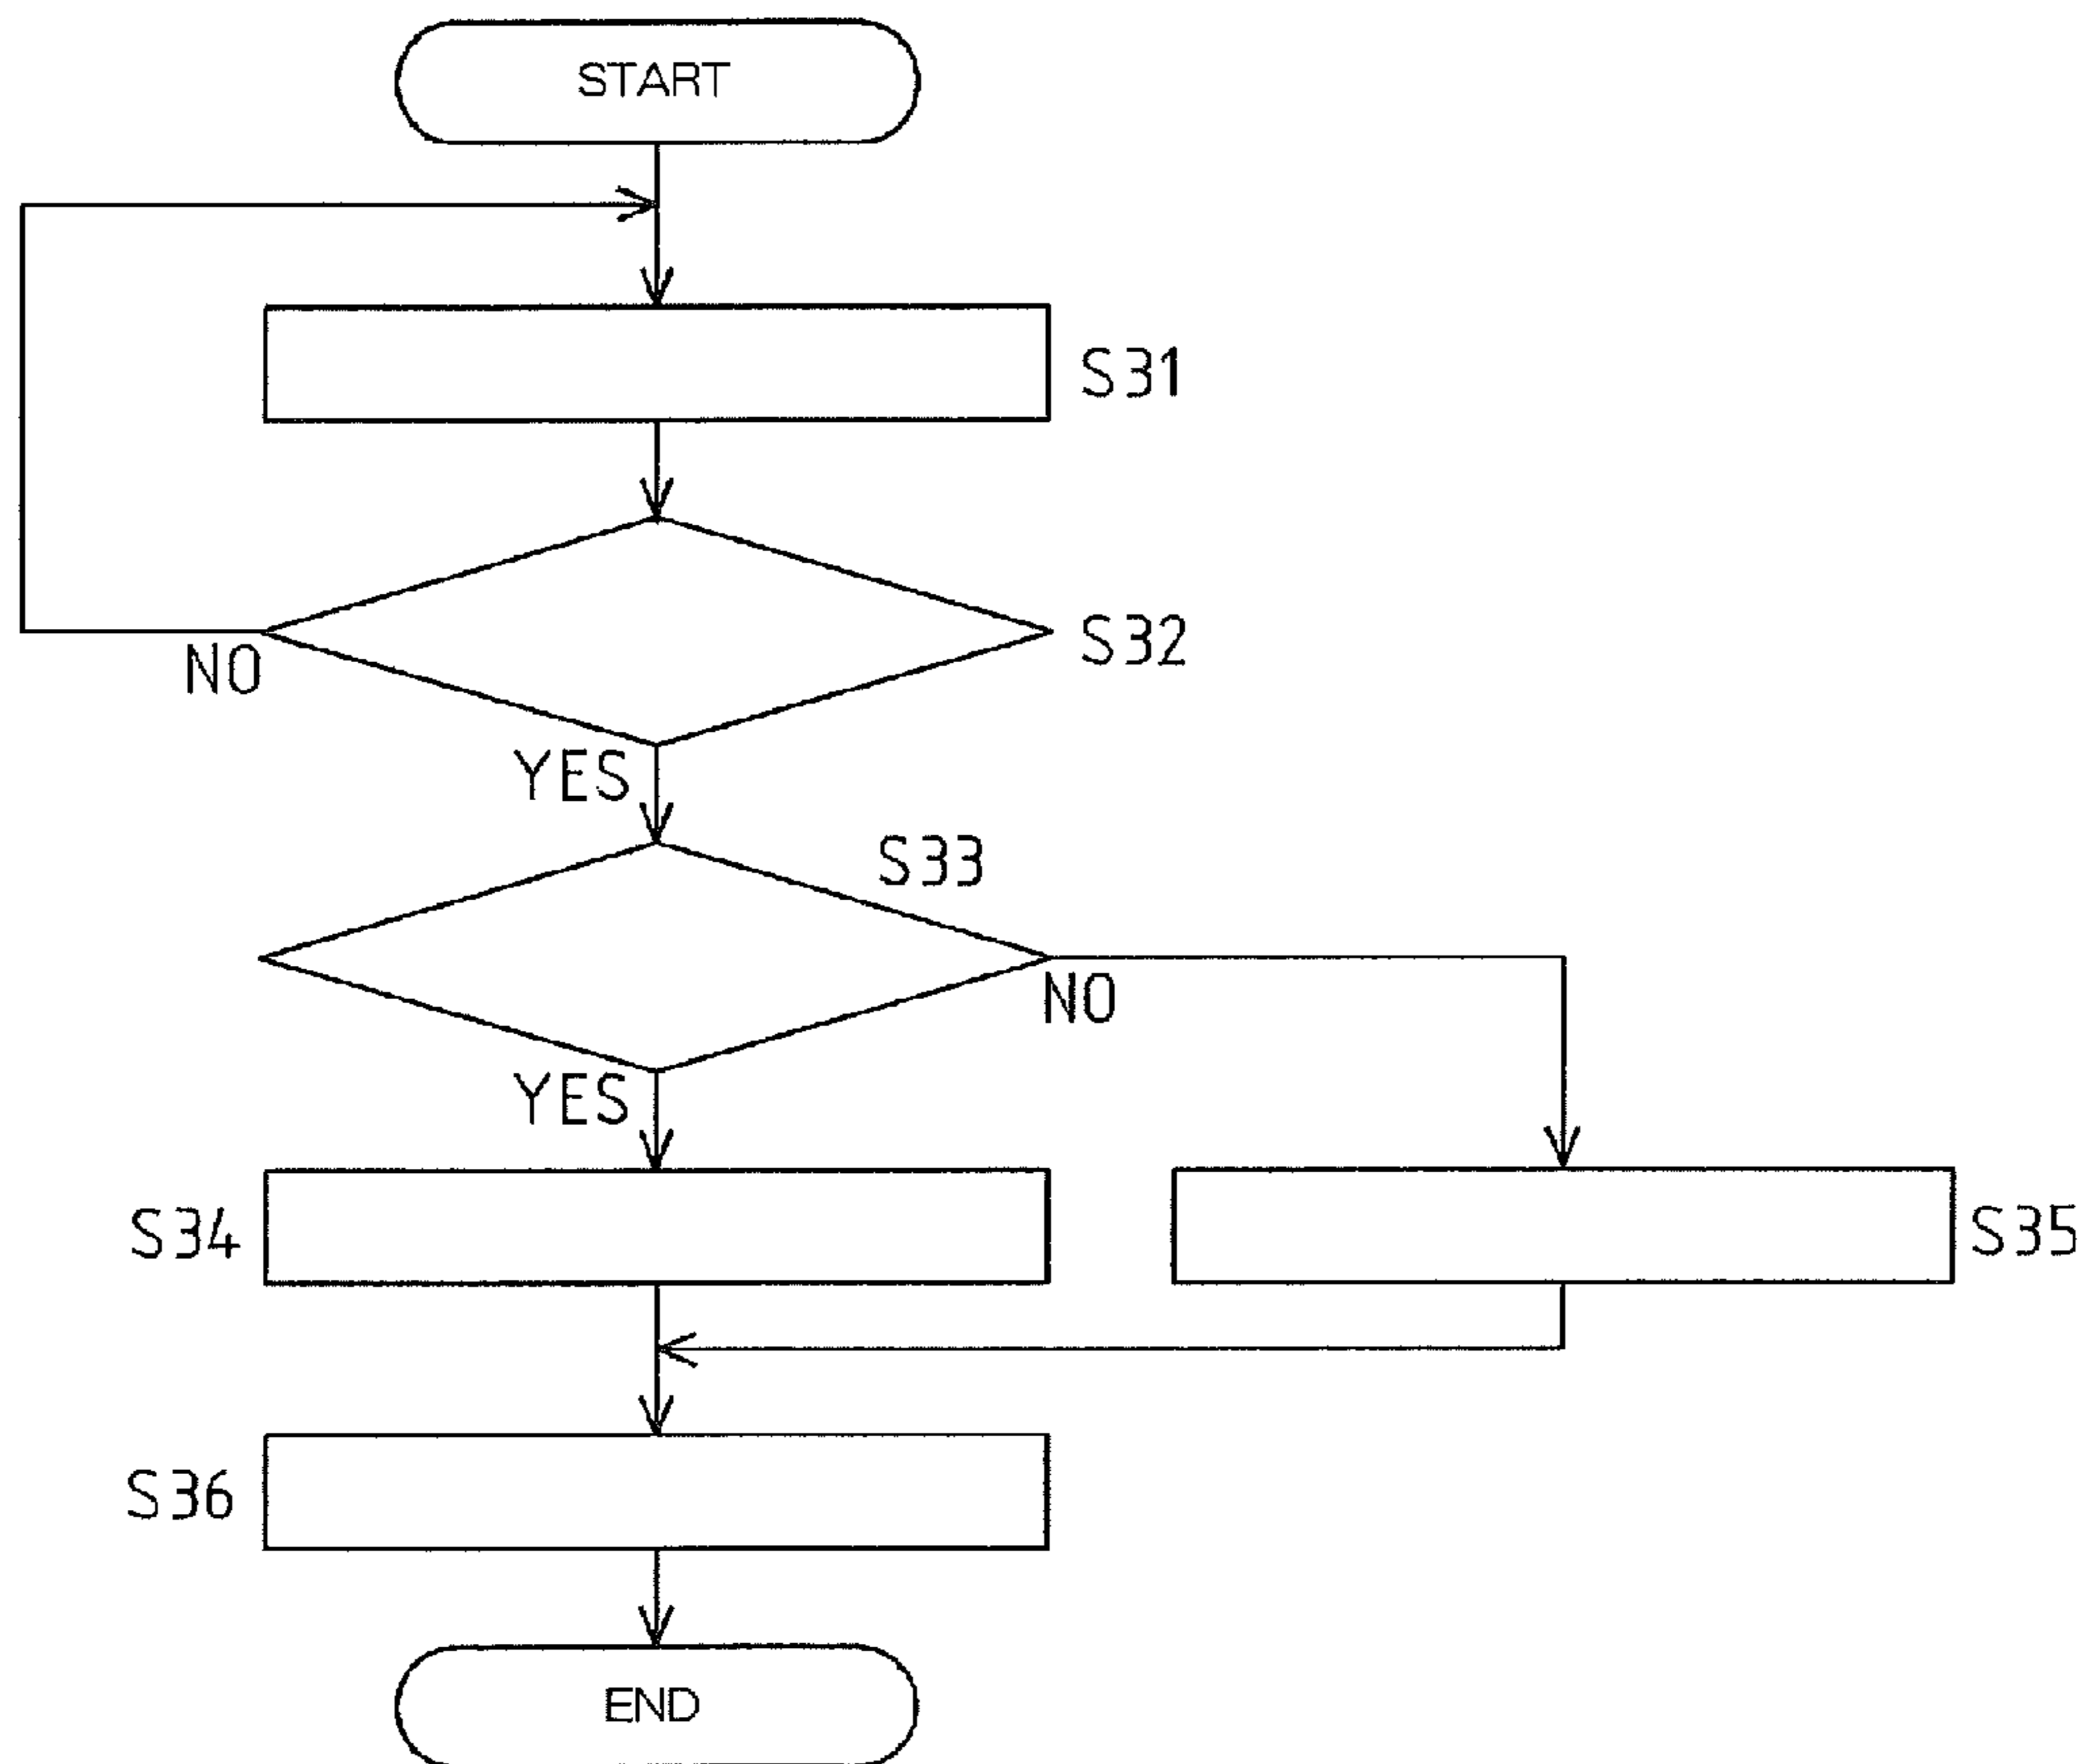 START
S31
S32
NO
YES
S33
NO
YES
S34
S35
S36
END